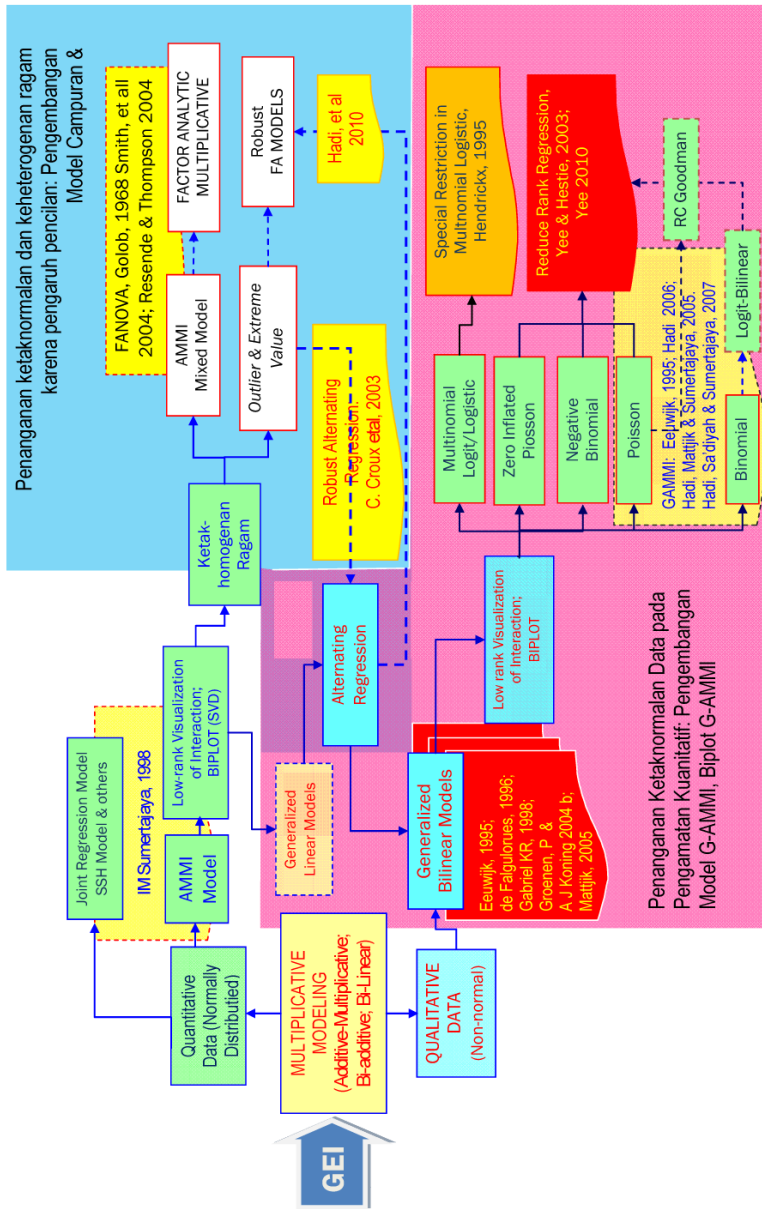 GEI
MULTIPLICATIVE
MODELING
(Additive-Multiplicative;
Bi-additive; Bi-Linear)
Quantitative
Data (Normally
Distributied)
Joint Regression Model
SSH Model & others
IM Sumertajaya, 1998
AMMI
Model
Low-rank Visualization
of Interaction;
BIPLOT (SVD)
Ketak-
homogenan
Ragam
Penanganan ketaknormalan dan keheterogenan ragam
karena pengaruh pencilan: Pengembangan
Model Campuran &
FANOVA, Golob, 1968 Smith, et all
2004; Resende & Thompson 2004
AMMI
Mixed Model
FACTOR ANALYTIC
MULTIPLICATIVE
Outlier & Extreme
Value
Robust
FA MODELS
Hadi, et al
2010
Robust Alternating
Regression:
C. Croux etal, 2003
Generalized
Linear Models
Alternating
Regression
QUALITATIVE
DATA
(Non-normal)
Generalized
Bilinear Models
Eeuwijk, 1995;
de Falgulorues, 1996;
Gabriel KR, 1998;
Groenen, P &
A J Koning 2004 b;
Mattjik, 2005
Low rank Visualization
of Interaction;
BIPLOT
Multinomial
Logit/Logistic
Zero Inflated
Piosson
Negative
Binomial
Poisson
GAMMI: Eeuwijk, 1995; Hadi 2006;
Hadi, Mattjik & Sumertajaya, 2005.
Hadi, Sa'diyah & Sumertajaya, 2007
Binomial
Logit-Bilinear
RC Goodman
Special Restriction in
Multnomial Logistic,
Hendrickx, 1995
Reduce Rank Regression,
Yee & Hestie, 2003;
Yee 2010
Penanganan Ketaknormalan Data pada
Pengamatan Kuanitatif: Pengembangan
Model G-AMMI, Biplot G-AMMI